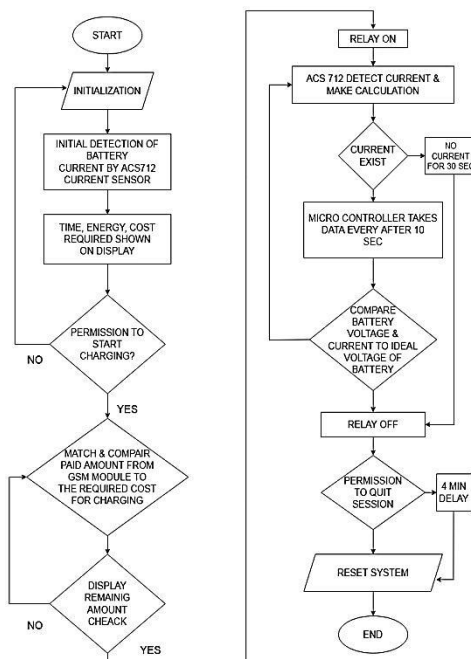 START
INITIALIZATION
INITIAL DETECTION OF
BATTERY
CURRENT BY ACS712
CURRENT SENSOR
TIME, ENERGY, COST
REQUIRED SHOWN
ON DISPLAY
PERMISSION TO
START
CHARGING?
NO
YES
MATCH & COMPAIR
PAID AMOUNT FROM
GSM MODULE TO
THE REQUIRED COST
FOR CHARGING
DISPLAY
REMAINIG
AMOUNT
CHEACK
NO
YES
RELAY ON
ACS 712 DETECT CURRENT &
MAKE CALCULATION
CURRENT
EXIST
NO
CURRENT
FOR 30 SEC
MICRO CONTROLLER TAKES
DATA EVERY AFTER 10
SEC
COMPARE
BATTERY
VOLTAGE &
CURRENT TO IDEAL
VOLTAGE OF
BATTERY
RELAY OFF
PERMISSION
TO QUIT
SESSION
4 MIN
DELAY
RESET SYSTEM
END